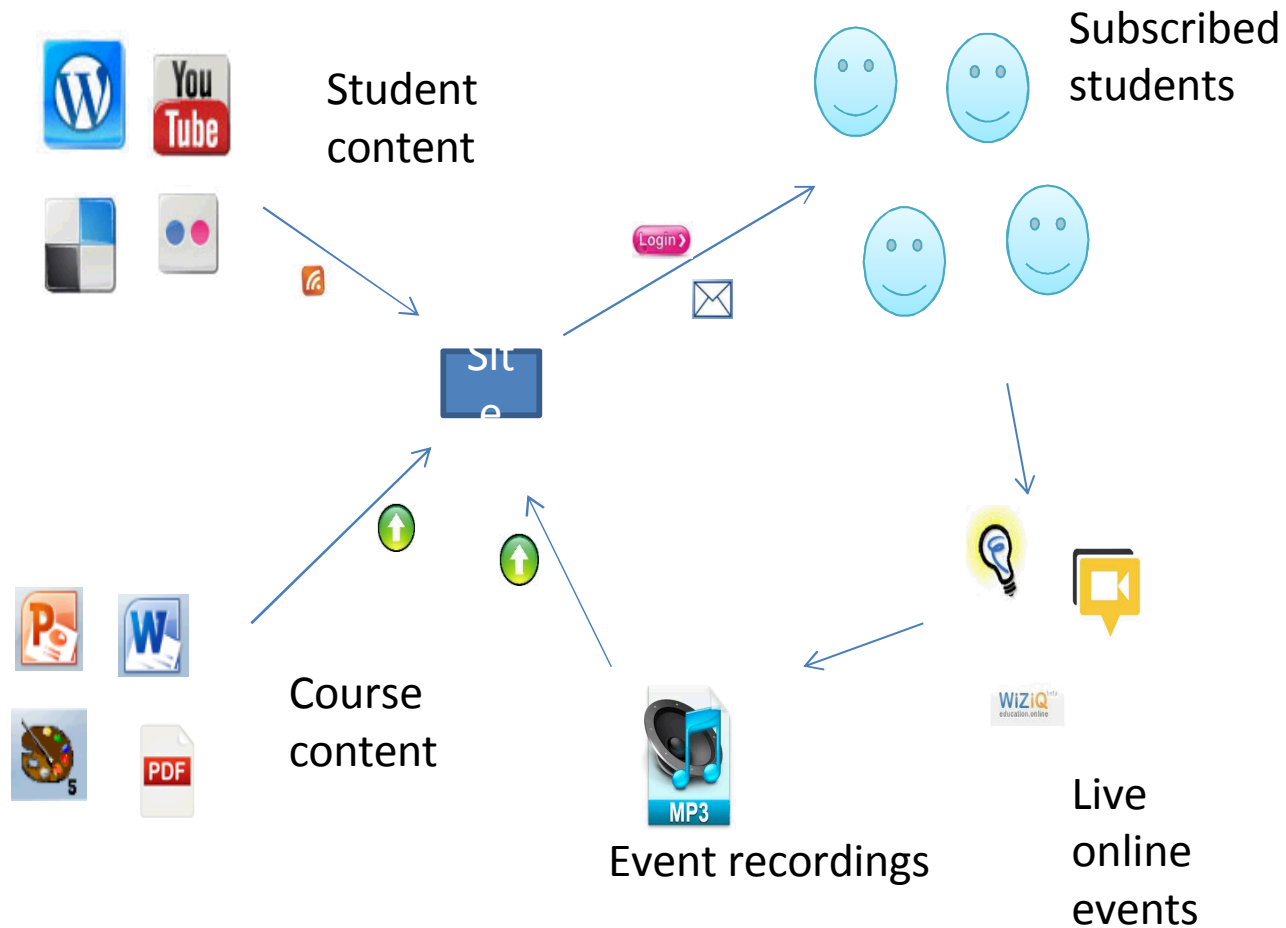 Student
content
You
Tube
Subscribed
students
Login
Sit
e
P
W
5
PDF
Course
content
MP3
Event recordings
WiZiQ beta
education.online
Live
online
events